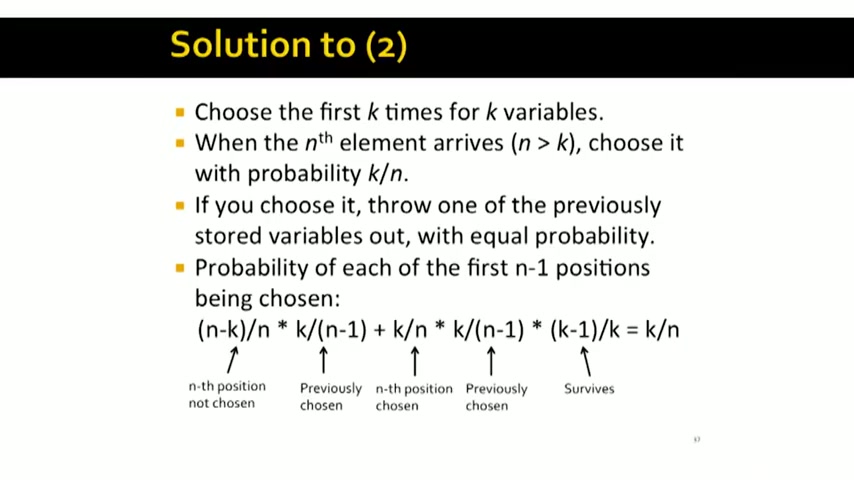 Solution to (2)
Choose the first k times for k variables.
When the nth element arrives (n > k), choose it
with probability k/n.
If you choose it, throw one of the previously
stored variables out, with equal probability.
Probability of each of the first n-1 positions
being chosen:
(n-k)/n * k/(n-1) + k/n * k/(n-1) * (k-1)/k = k/n
n-th position Previously n-th position Previously Survives
not chosen chosen chosen chosen